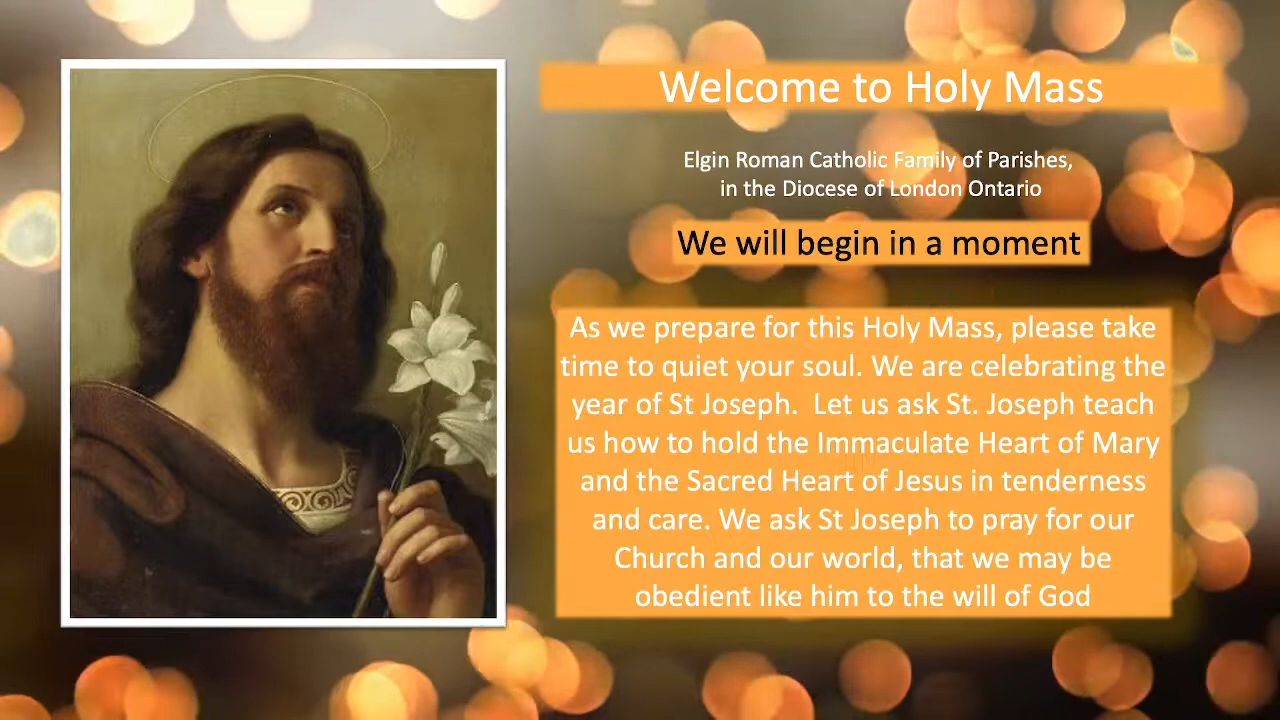 Welcome to Holy Mass
Elgin Roman Catholic Family of Parishes,
in the Diocese of London Ontario
We will begin in a moment
As we prepare for this Holy Mass, please take
time to quiet your soul. We are celebrating the
year of St Joseph.  Let us ask St. Joseph teach
us how to hold the Immaculate Heart of Mary
and the Sacred Heart of Jesus in tenderness
and care. We ask St Joseph to pray for our
Church and our world, that we may be
obedient like him to the will of God